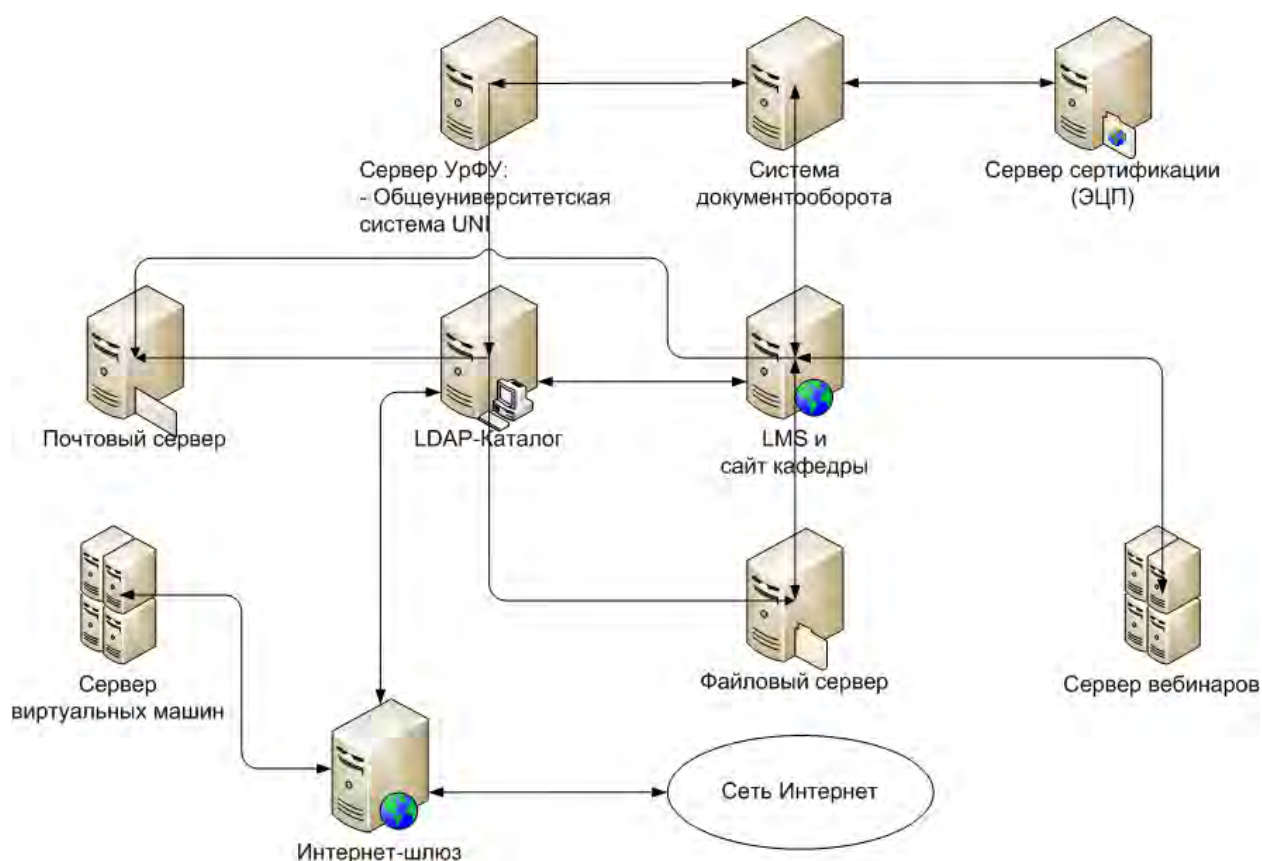 Сервер УрФУ:
- Общеуниверситетская
система UNI
Система
документооборота
Сервер сертификации
(ЭЦП)
Почтовый сервер
LDAP-Каталог
LMS и
сайт кафедры
Сервер
виртуальных машин
Файловый сервер
Сервер вебинаров
Интернет-шлюз
Сеть Интернет